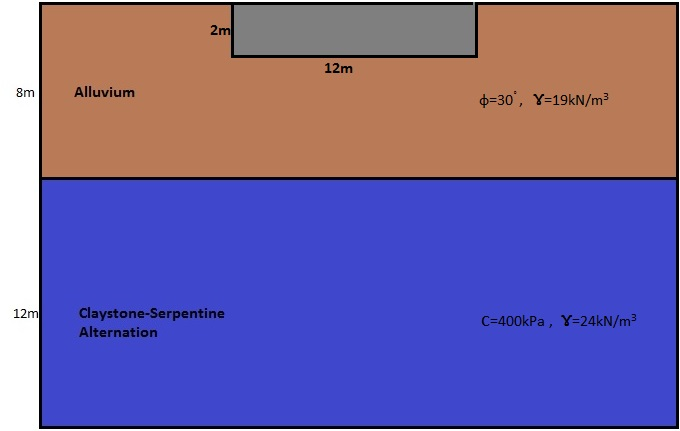 2m
12m
8m
Alluvium
ϕ=30˚, ɣ=19kN/m³
12m
Claystone-Serpentine
Alternation
C=400kPa , ɣ=24kN/m³